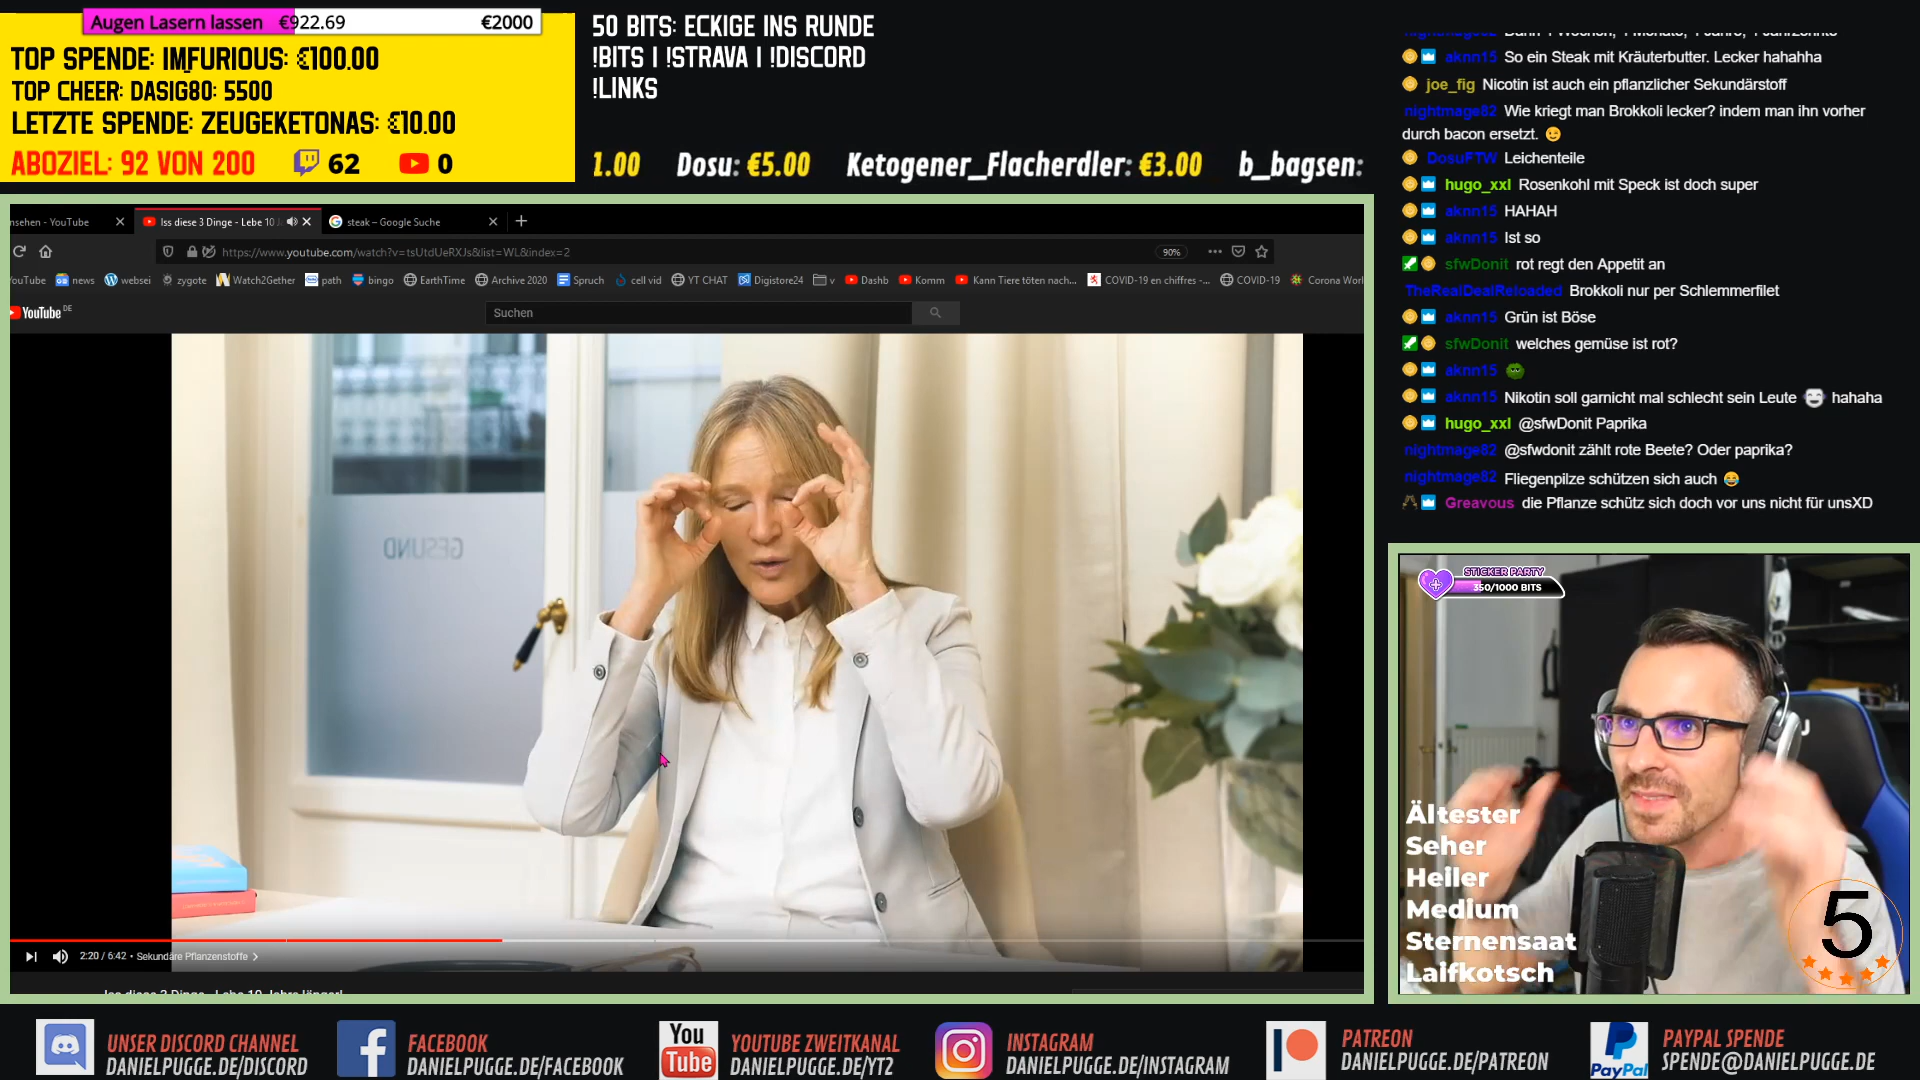 Augen Lasern lassen €922.69 €2000
TOP SPENDE: IMFURIOUS: €100.00
TOP CHEER: DASIG80: 5500
LETZTE SPENDE: ZEUGEKETONAS: €10.00
ABOZIEL: 92 VON 200 62 0
50 BITS: ECKIGE INS RUNDE
!BITS | !STRAVA | !DISCORD
!LINKS
1.00 Dosu: €5.00 Ketogener_Flacherdler: €3.00 b_bagsen:
nsehen - YouTube
Iss diese 3 Dinge - Lebe 10 J
steak – Google Suche
https://www.youtube.com/watch?v=tsUtdUeRXJs&list=WL&index=2
90%
YouTube news websei zygote Watch2Gether path bingo EarthTime Archive 2020 Spruch cell vid YT CHAT Digistore24 v Dashb Komm Kann Tiere töten nach... COVID-19 en chiffres -... COVID-19 Corona Worl
YouTube DE
Suchen
GESUND
2:20 / 6:42 • Sekundäre Pflanzenstoffe
Iss diese 3 Dinge - Lebe 10 Jahre länger!
aknn15 So ein Steak mit Kräuterbutter. Lecker hahahha
joe_fig Nicotin ist auch ein pflanzlicher Sekundärstoff
nightmage82 Wie kriegt man Brokkoli lecker? indem man ihn vorher
durch bacon ersetzt.
DosuFTW Leichenteile
hugo_xxl Rosenkohl mit Speck ist doch super
aknn15 HAHAH
aknn15 Ist so
sfwDonit rot regt den Appetit an
TheRealDealReloaded Brokkoli nur per Schlemmerfilet
aknn15 Grün ist Böse
sfwDonit welches gemüse ist rot?
aknn15
aknn15 Nikotin soll garnicht mal schlecht sein Leute hahaha
hugo_xxl @sfwDonit Paprika
nightmage82 @sfwdonit zählt rote Beete? Oder paprika?
nightmage82 Fliegenpilze schützen sich auch
Greavous die Pflanze schütz sich doch vor uns nicht für unsXD
STICKER PARTY
350/1000 BITS
Ältester
Seher
Heiler
Medium
Sternensaat
Laifkotsch
5
UNSER DISCORD CHANNEL
DANIELPUGGE.DE/DISCORD
FACEBOOK
DANIELPUGGE.DE/FACEBOOK
You
Tube
YOUTUBE ZWEITKANAL
DANIELPUGGE.DE/YT2
INSTAGRAM
DANIELPUGGE.DE/INSTAGRAM
PATREON
DANIELPUGGE.DE/PATREON
PayPal
PAYPAL SPENDE
SPENDE@DANIELPUGGE.DE